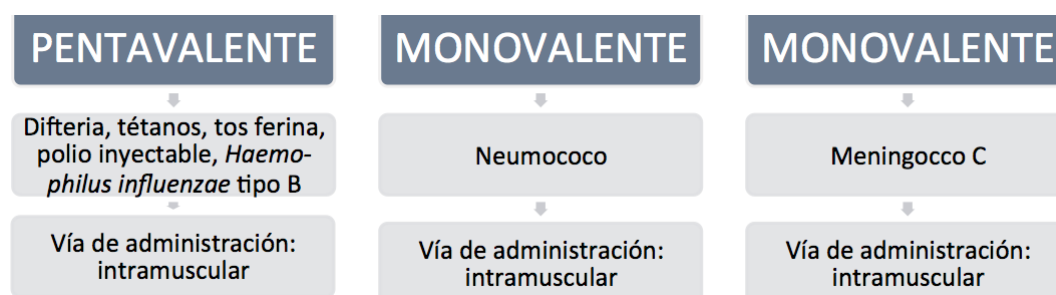 PENTAVALENTE
Difteria, tétanos, tos ferina,
polio inyectable, Haemo-
philus influenzae tipo B
Vía de administración:
intramuscular
MONOVALENTE
Neumococo
Vía de administración:
intramuscular
MONOVALENTE
Meningocco C
Vía de administración:
intramuscular